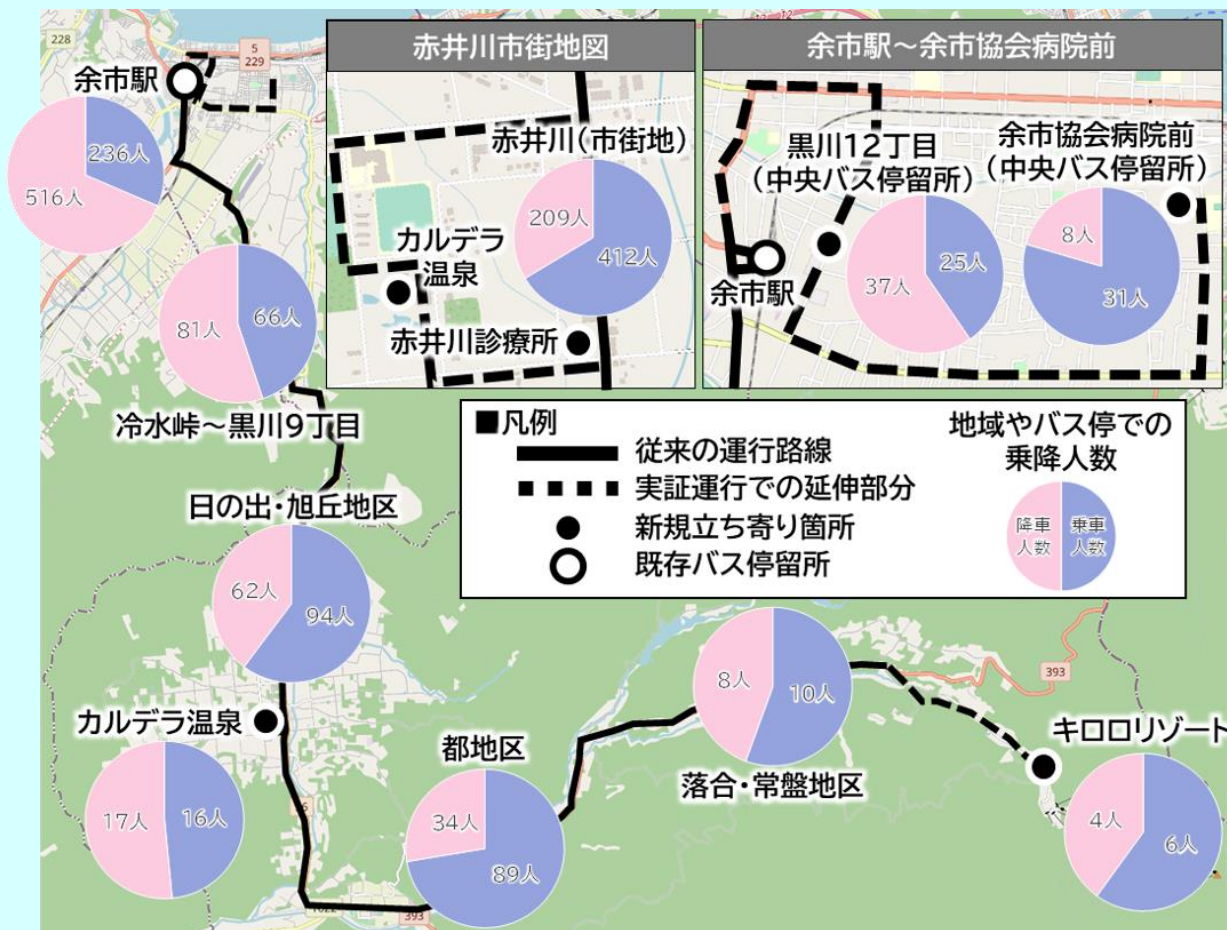 228
5
229
12
余市駅
236人
516人
赤井川市街地図
赤井川(市街地)
209人
412人
カルデラ
温泉
赤井川診療所
余市駅～余市協会病院前
黒川12丁目
(中央バス停留所)
余市協会病院前
(中央バス停留所)
余市駅
37人
25人
8人
31人
81人
66人
冷水峠～黒川9丁目
■凡例
従来の運行路線
実証運行での延伸部分
新規立ち寄り箇所
既存バス停留所
地域やバス停での
乗降人数
降車
人数
乗車
人数
日の出・旭丘地区
62人
94人
カルデラ温泉
17人
16人
都地区
34人
89人
393
8人
10人
落合・常盤地区
393
キロロリゾート
4人
6人